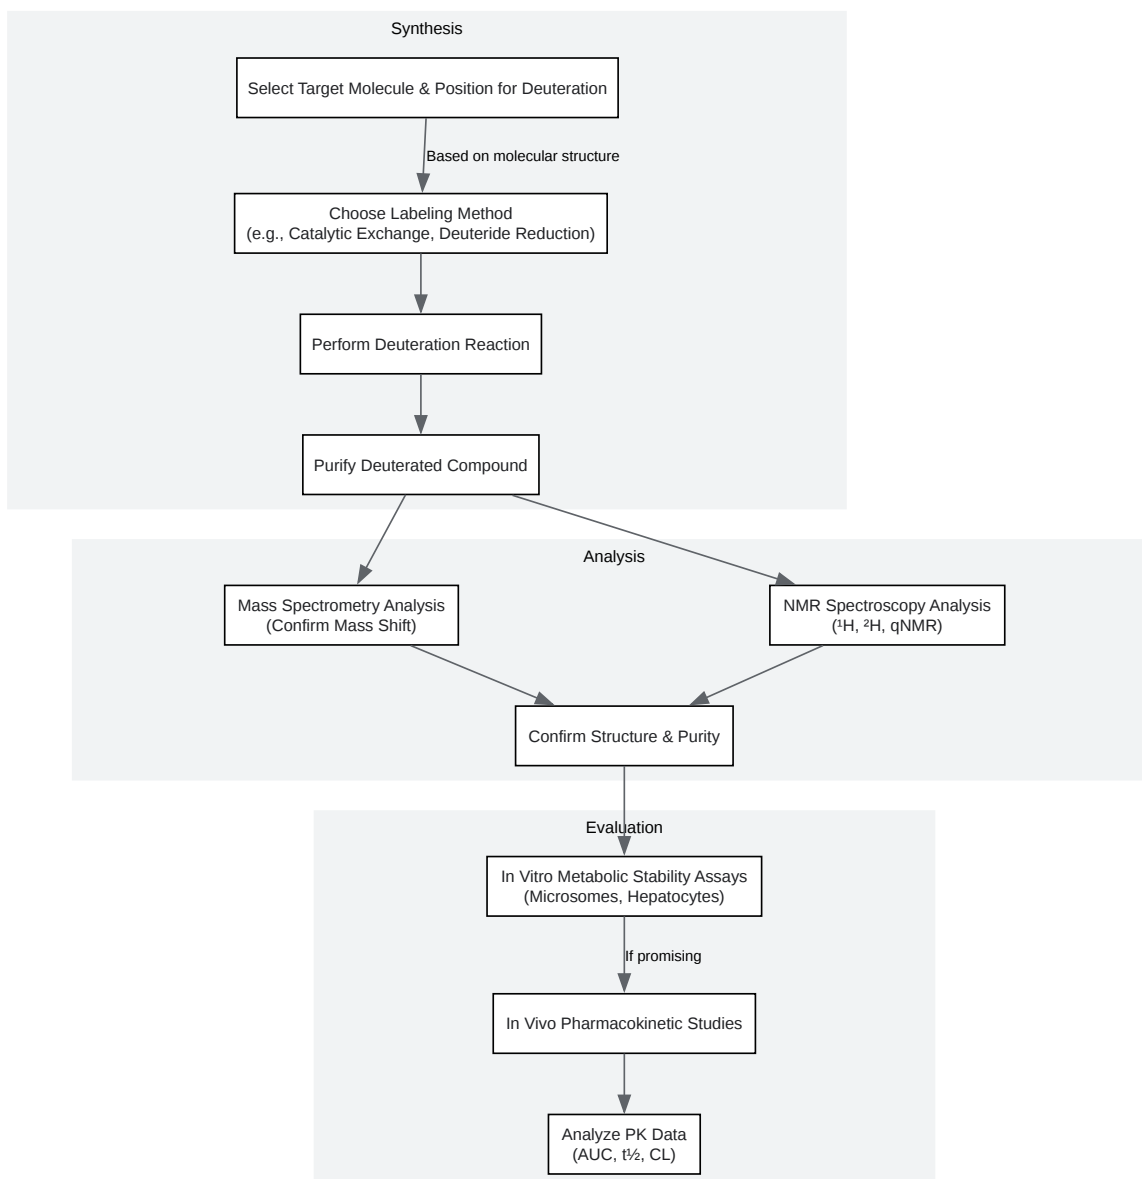 Synthesis
Select Target Molecule & Position for Deuteration
Based on molecular structure
Choose Labeling Method
(e.g., Catalytic Exchange, Deuteride Reduction)
Perform Deuteration Reaction
Purify Deuterated Compound
Analysis
Mass Spectrometry Analysis
(Confirm Mass Shift)
NMR Spectroscopy Analysis
(¹H, ²H, qNMR)
Confirm Structure & Purity
Evaluation
In Vitro Metabolic Stability Assays
(Microsomes, Hepatocytes)
If promising
In Vivo Pharmacokinetic Studies
Analyze PK Data
(AUC, t½, CL)